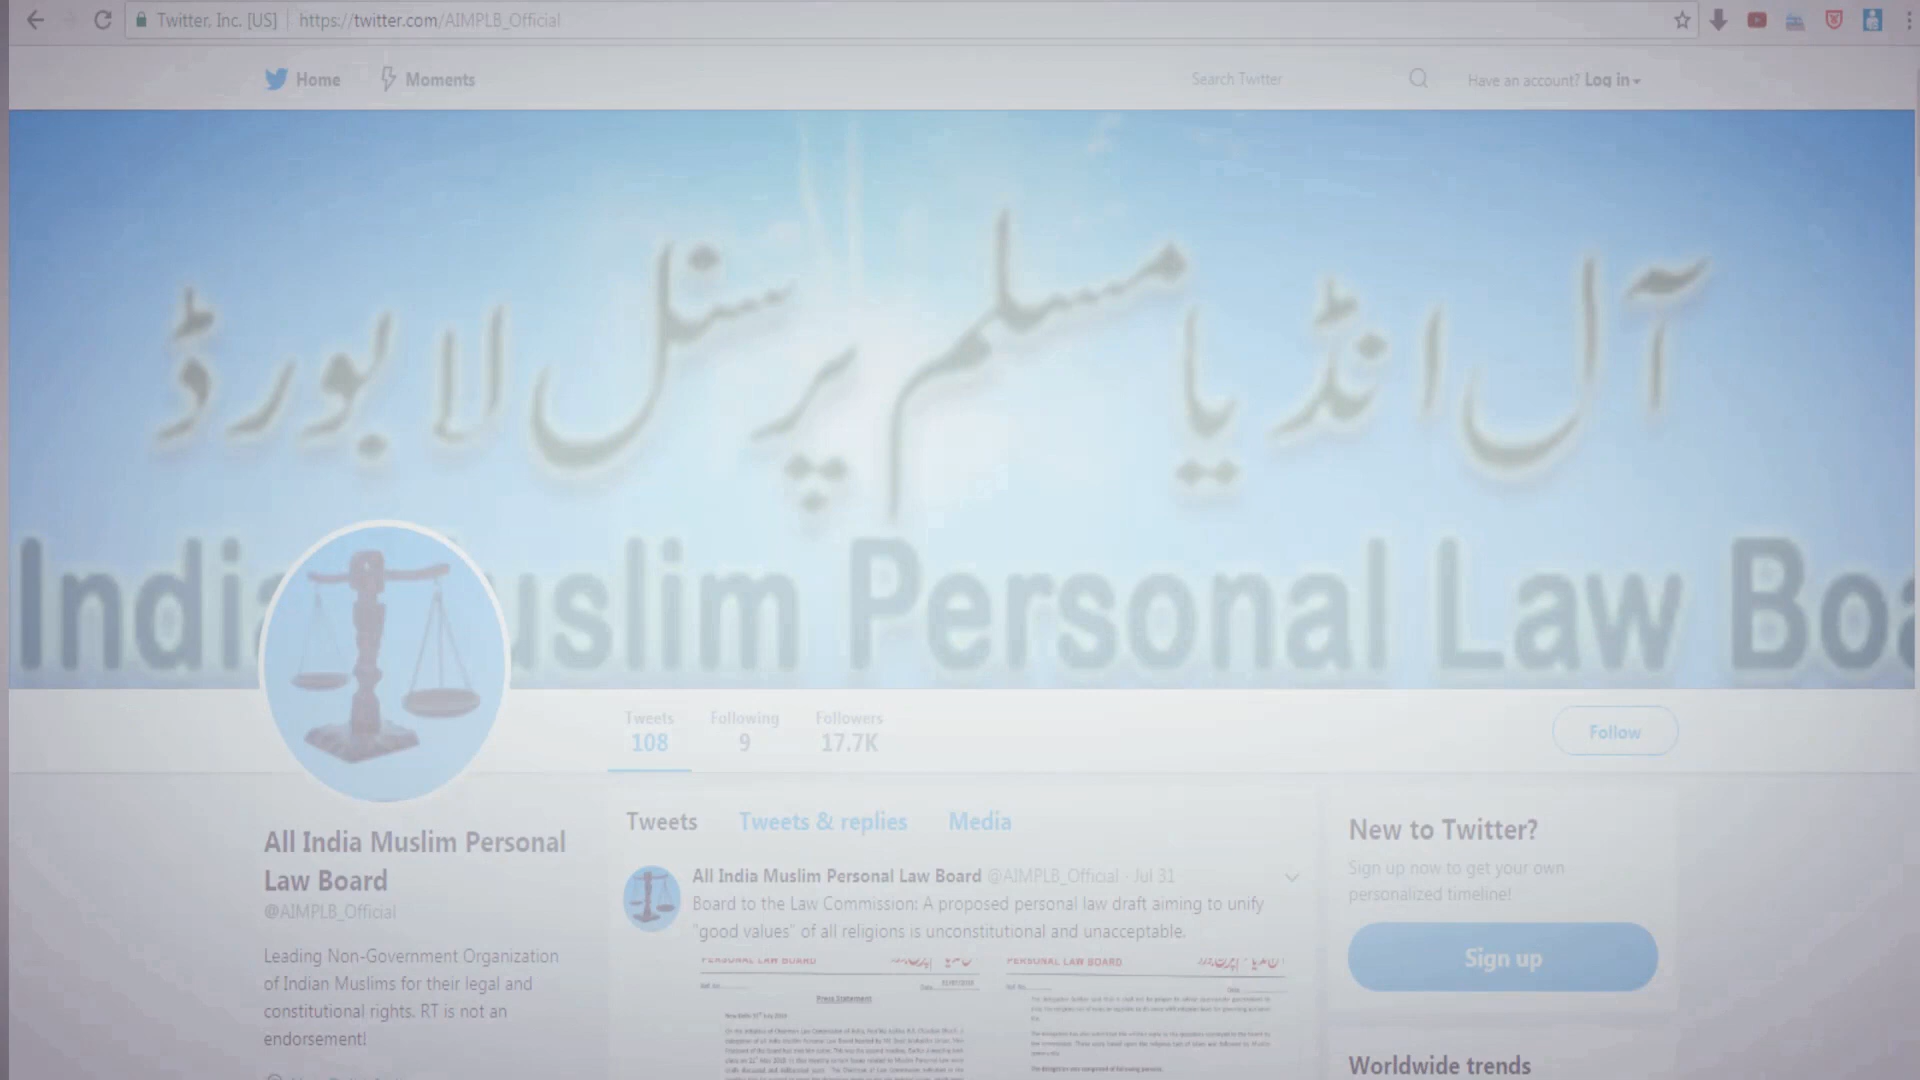 Twitter, Inc. [US] https://twitter.com/AIMPLB_Official
Home Moments Search Twitter Have an account? Log in
آل انڈیا مسلم پرسنل لا بورڈ
India Muslim Personal Law Boa
Tweets Following Followers
108 9 17.7K
Follow
All India Muslim Personal
Law Board
@AIMPLB_Official
Leading Non-Government Organization
of Indian Muslims for their legal and
constitutional rights. RT is not an
endorsement!
Tweets Tweets & replies Media
All India Muslim Personal Law Board @AIMPLB_Official · Jul 31
Board to the Law Commission: A proposed personal law draft aiming to unify
"good values" of all religions is unconstitutional and unacceptable.
PERSONAL LAW BOARD
Press Statement
PERSONAL LAW BOARD
New to Twitter?
Sign up now to get your own
personalized timeline!
Sign up
Worldwide trends